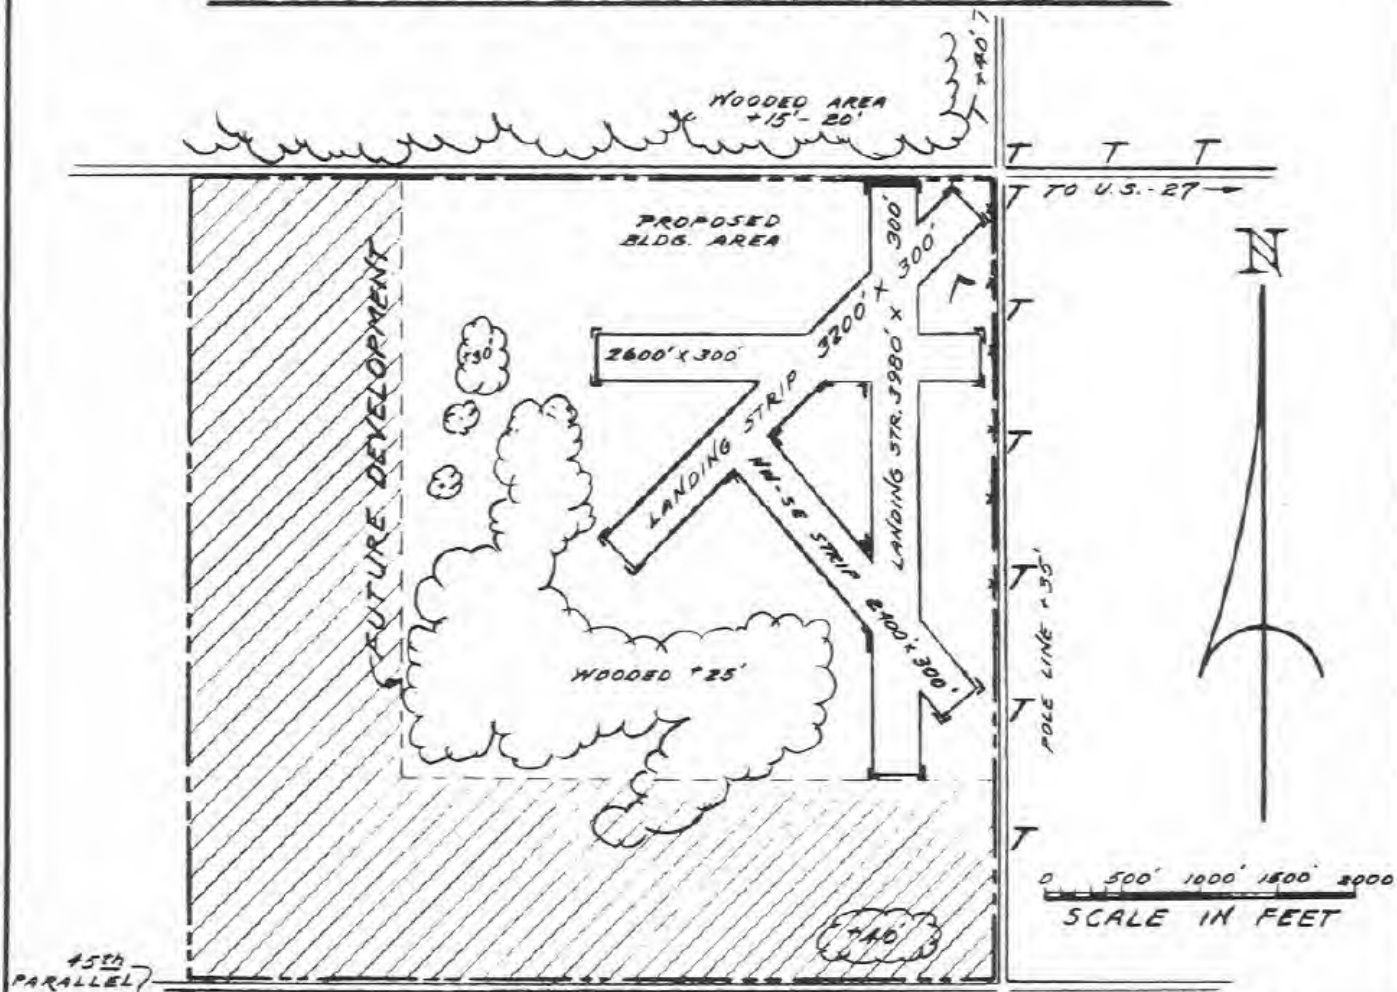 WOODED AREA
+15'- 20'
T +40'
T T T
T TO U.S.-27
PROPOSED
BLDG. AREA
N
FUTURE DEVELOPMENT
+30'
2600' X 300'
LANDING STRIP 3200' + 300'
LANDING STR. 3980' x 300'
NW-SE STRIP 2400' x 300'
T
T
T
POLE LINE +35'
T
T
WOODED +25'
0 500' 1000' 1500' 2000
SCALE IN FEET
+40'
45th
PARALLEL